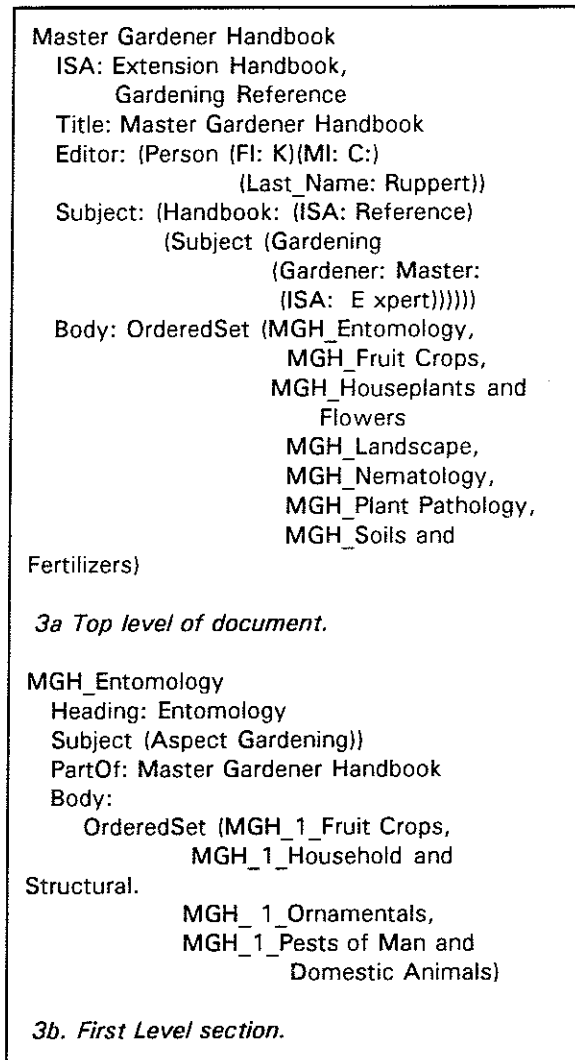 Master Gardener Handbook
ISA: Extension Handbook,
Gardening Reference
Title: Master Gardener Handbook
Editor: (Person (FI: K)(MI: C:)
(Last_Name: Ruppert))
Subject: (Handbook: (ISA: Reference)
(Subject (Gardening
(Gardener: Master:
(ISA: E xpert))))))
Body: OrderedSet (MGH_Entomology,
MGH_Fruit Crops,
MGH_Houseplants and
Flowers
MGH_Landscape,
MGH_Nematology,
MGH_Plant Pathology,
MGH_Soils and
Fertilizers)
3a Top level of document.
MGH_Entomology
Heading: Entomology
Subject (Aspect Gardening))
PartOf: Master Gardener Handbook
Body:
OrderedSet (MGH_1_Fruit Crops,
MGH_1_Household and
Structural.
MGH_ 1_Ornamentals,
MGH_1_Pests of Man and
Domestic Animals)
3b. First Level section.